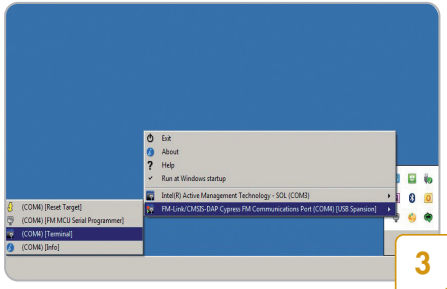 Exit
About
? Help
✓ Run at Windows startup
Intel(R) Active Management Technology - SOL (COM3)
FM-Link/CMSIS-DAP Cypress FM Communications Port (COM4) [USB Spansion]
(COM4) [Reset Target]
(COM4) [FM MCU Serial Programmer]
(COM4) [Terminal]
(COM4) [Info]
3